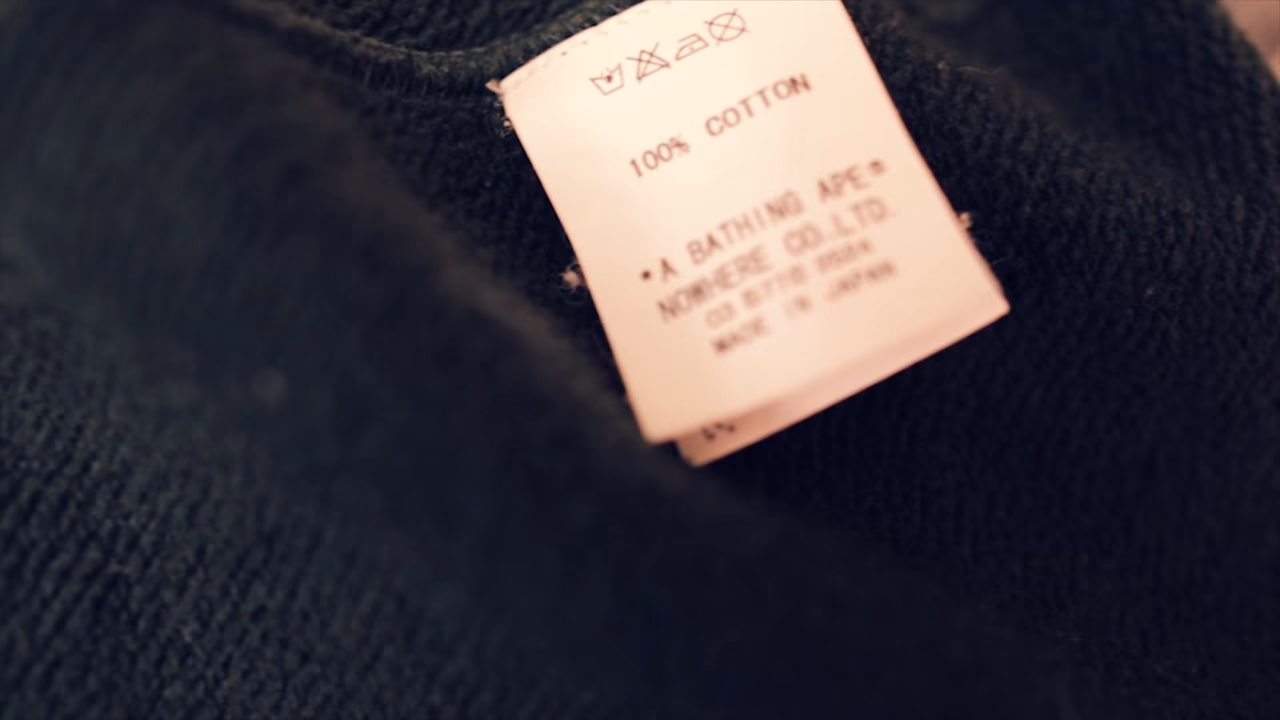 100% COTTON
•A BATHING APE®
NOWHERE CO.,LTD.
MADE IN JAPAN